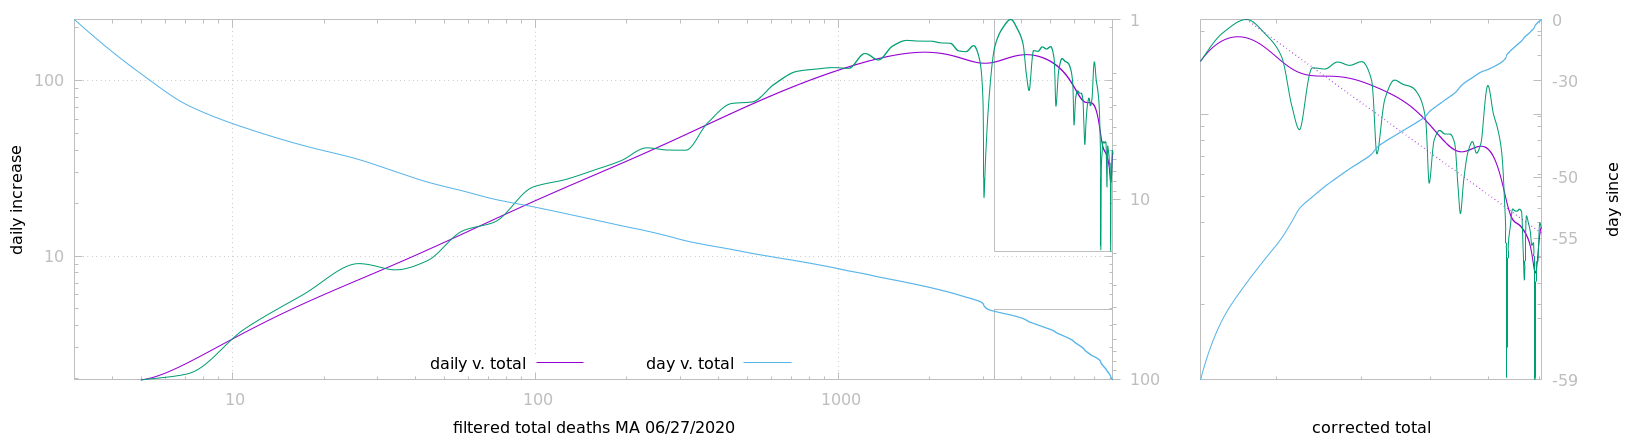 daily increase
100
10
daily v. total
day v. total
10
100
1000
filtered total deaths MA 06/27/2020
1
10
100
0
-30
-50
-55
-59
day since
corrected total